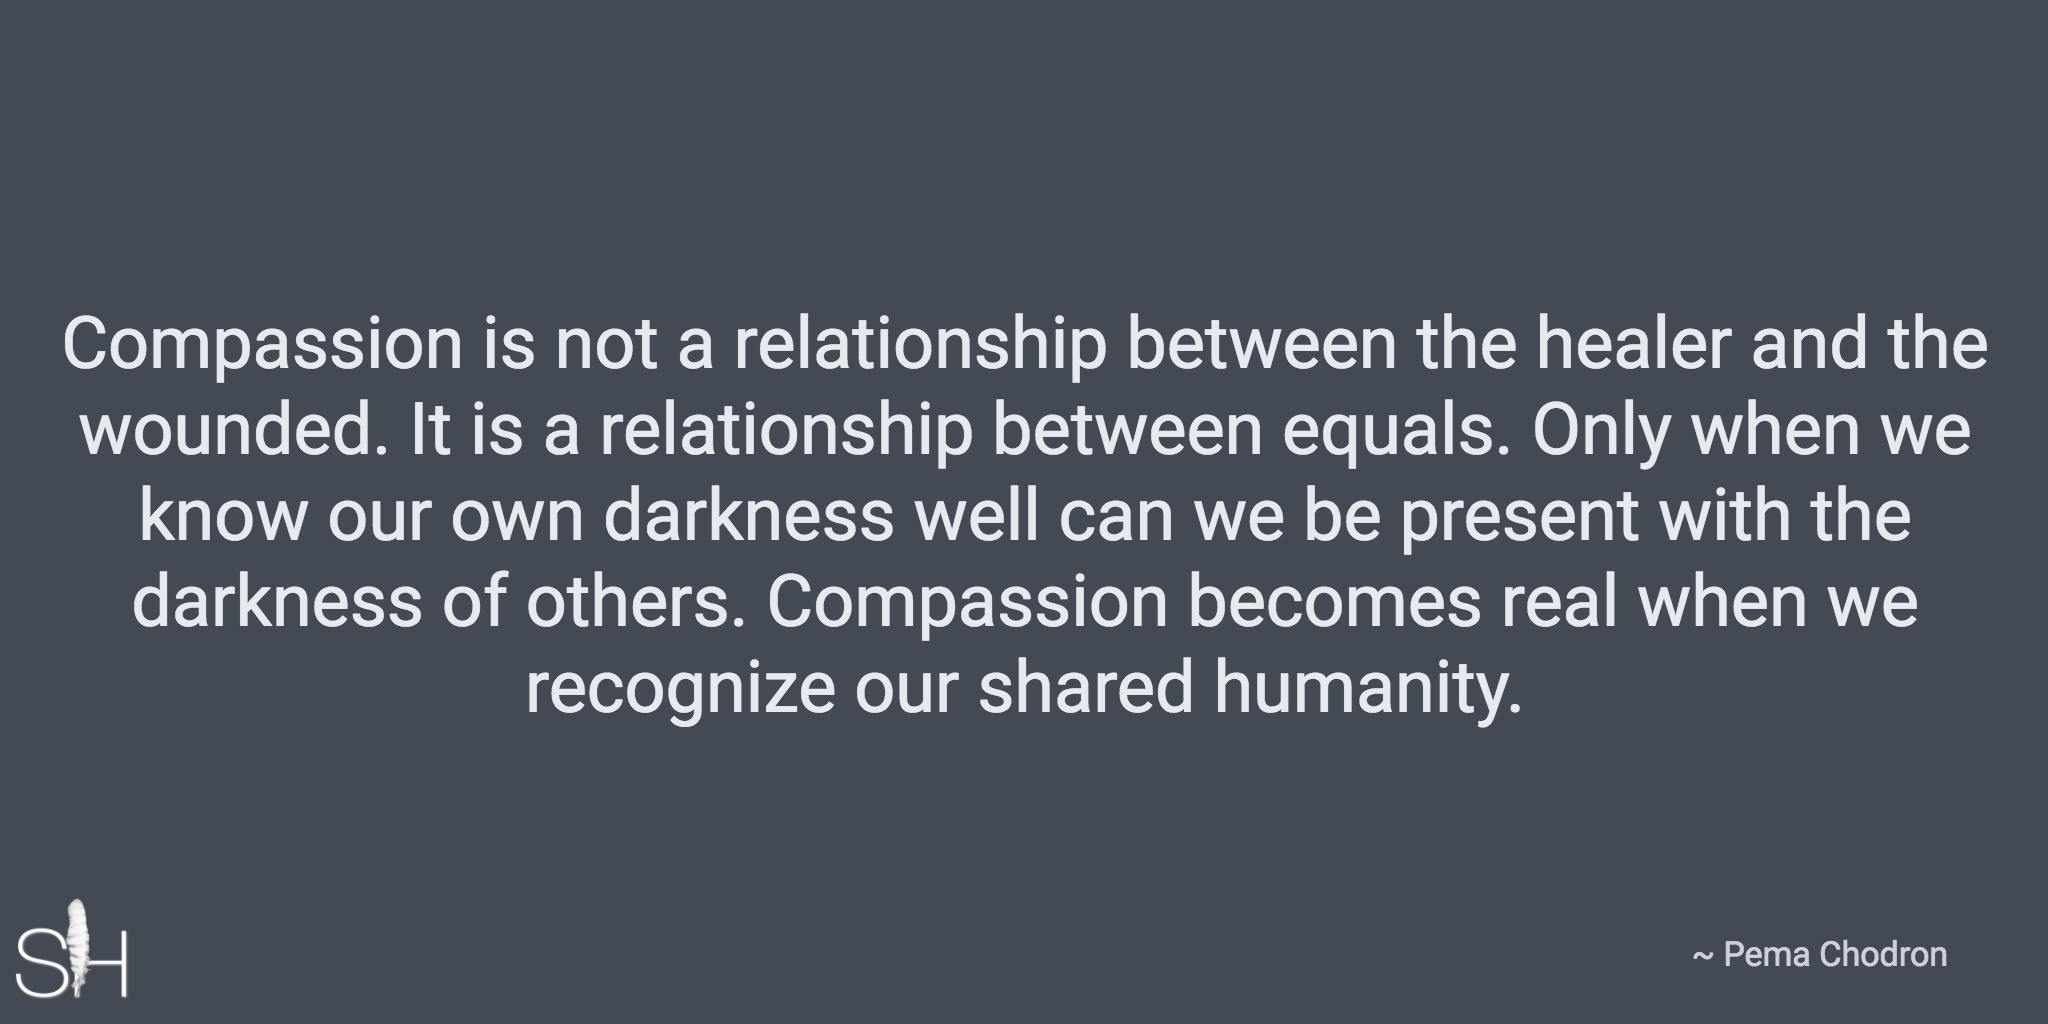 Compassion is not a relationship between the healer and the
wounded. It is a relationship between equals. Only when we
know our own darkness well can we be present with the
darkness of others. Compassion becomes real when we
recognize our shared humanity.
SH
~ Pema Chodron